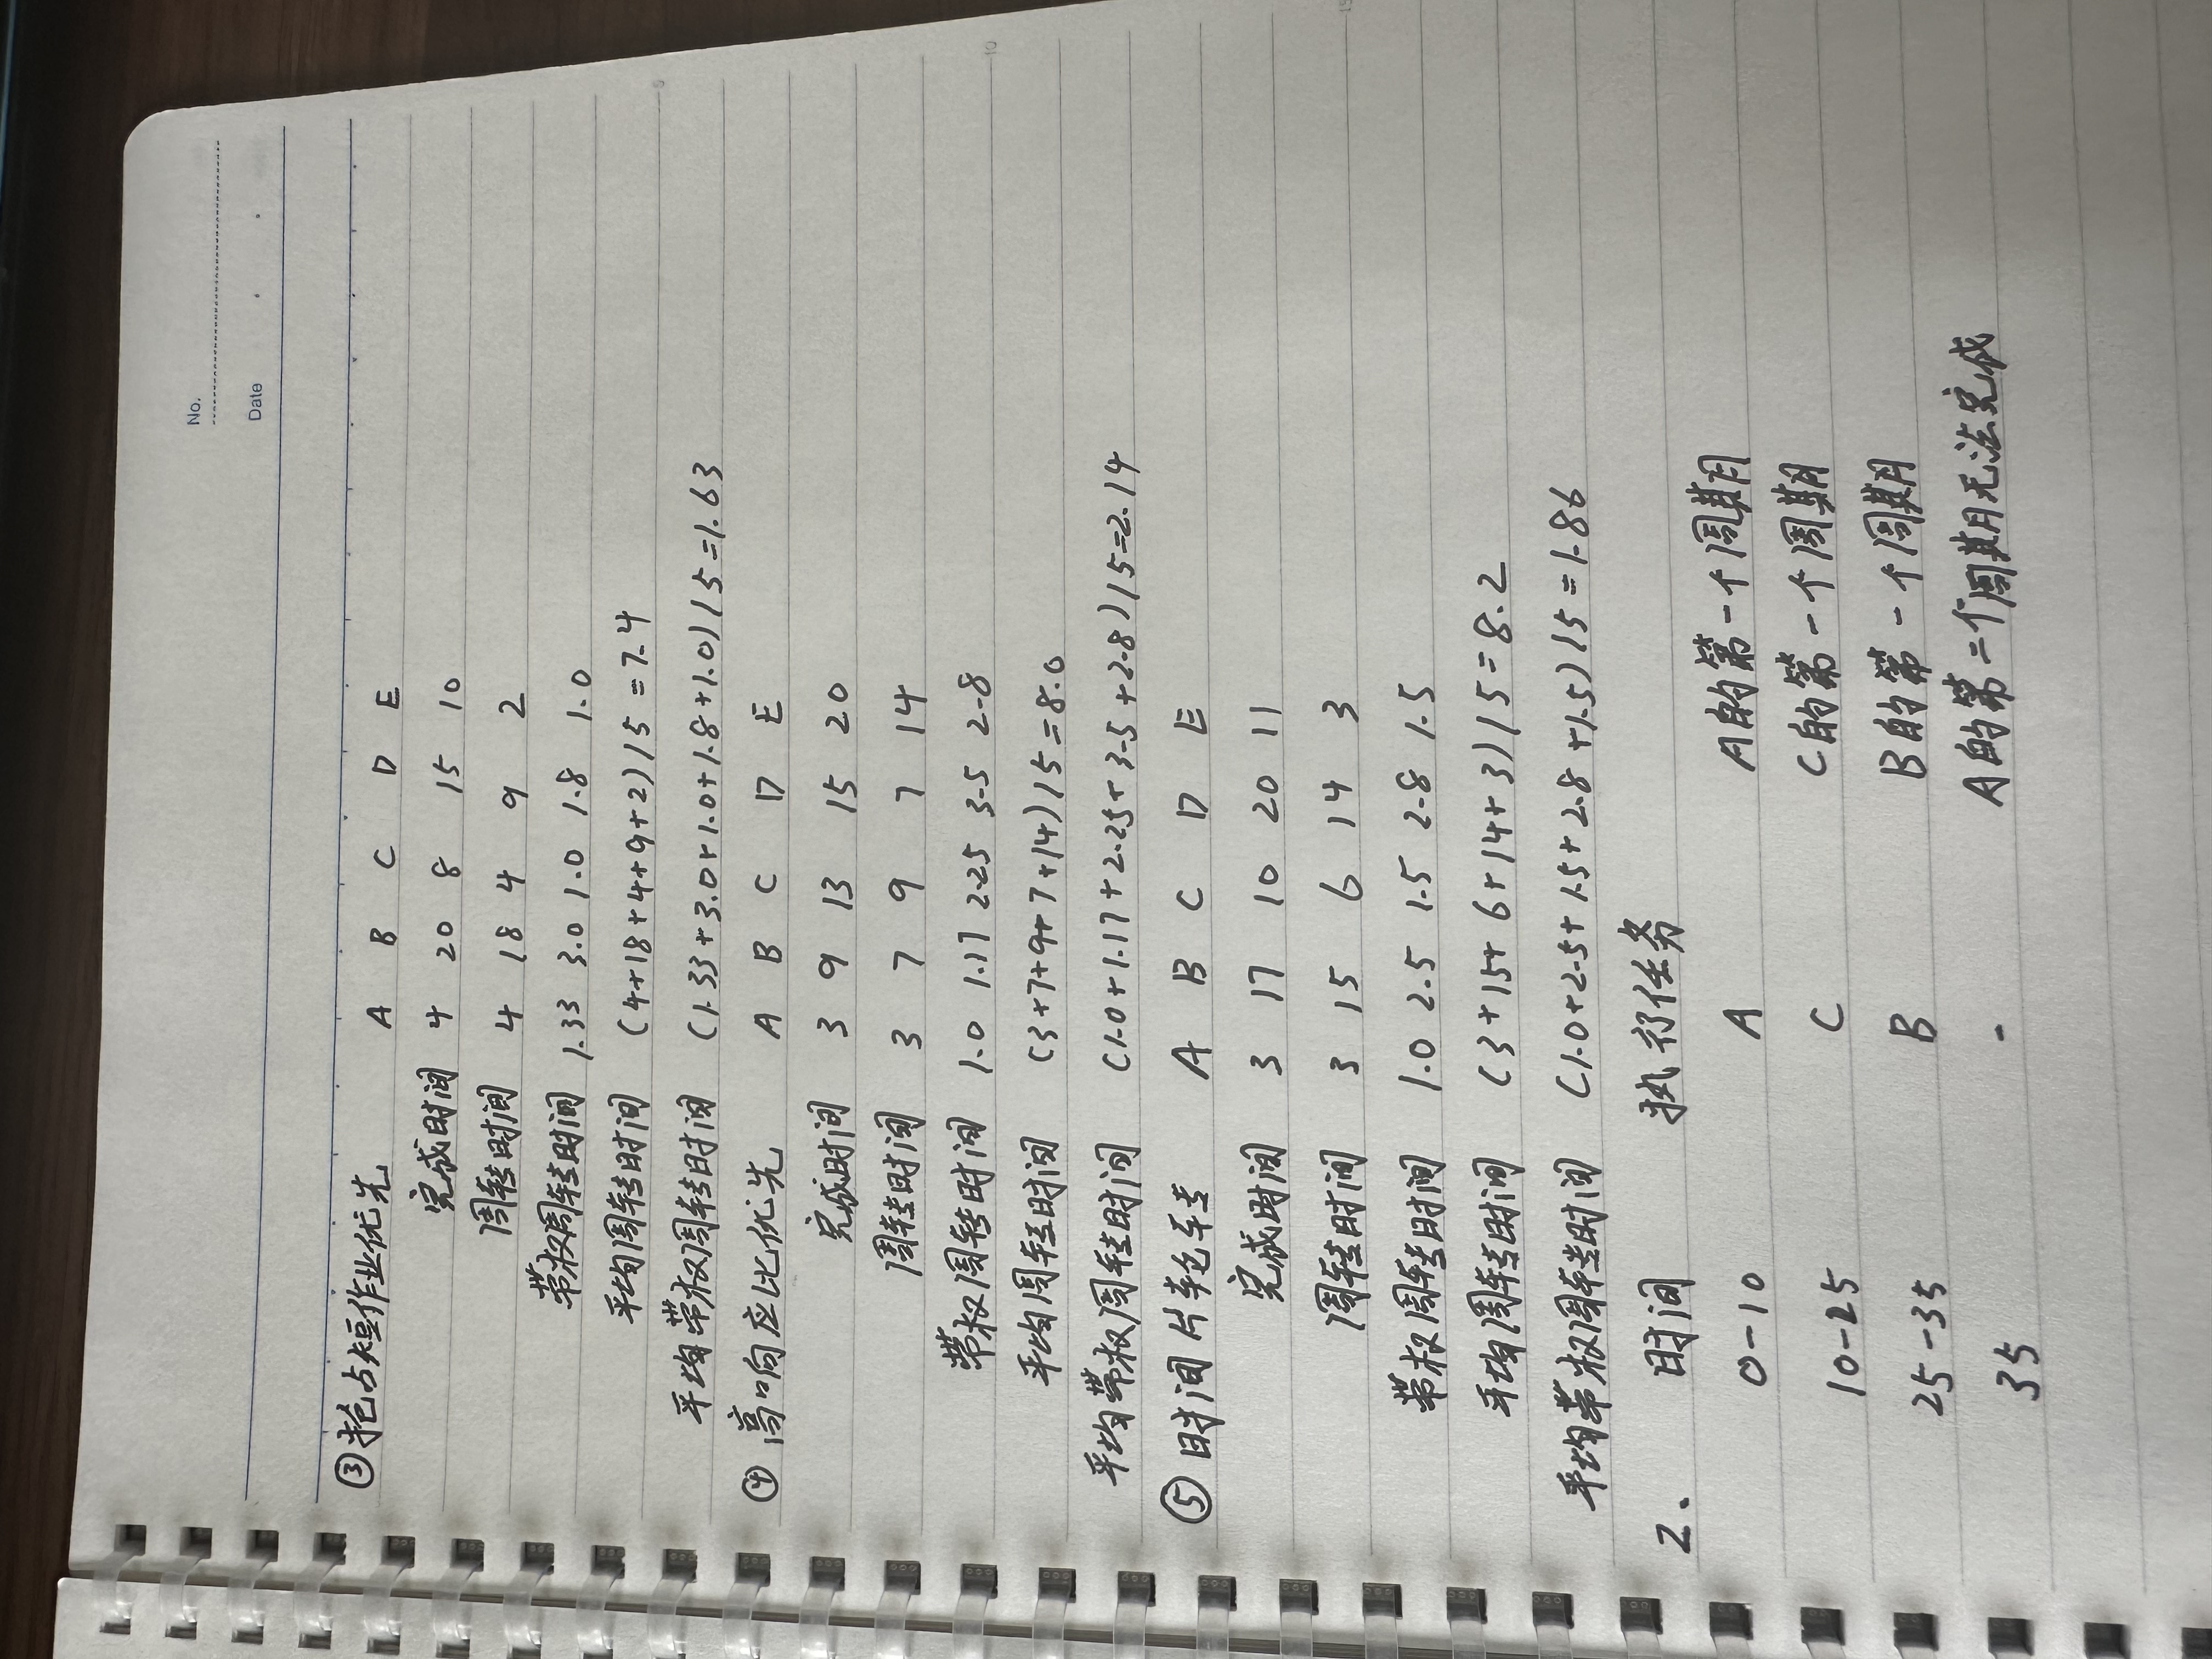 No.
Date
③抢占短作业优先 A B C D E
完成时间 4 20 8 15 10
周转时间 4 18 4 9 2
带权周转时间 1.33 3.0 1.0 1.8 1.0
平均周转时间 (4+18+4+9+2)/5=7.4
5
平均带权周转时间 (1.33+3.0+1.0+1.8+1.0)/5=1.63
④高响应比优先 A B C D E
完成时间 3 9 13 15 20
周转时间 3 7 9 7 14
带权周转时间 1.0 1.17 2.25 3.5 2.8
10
平均周转时间 (3+7+9+7+14)/5=8.0
平均带权周转时间 (1.0+1.17+2.25+3.5+2.8)/5=2.14
⑤时间片轮转 A B C D E
完成时间 3 17 10 20 11
周转时间 3 15 6 14 3
15
带权周转时间 1.0 2.5 1.5 2.8 1.5
平均周转时间 (3+15+6+14+3)/5=8.2
平均带权周转时间 (1.0+2.5+1.5+2.8+1.5)/5=1.86
2. 时间 执行任务
0-10 A A的第一个周期
10-25 C C的第一个周期
25-35 B B的第一个周期
35 - A的第二个周期无法完成